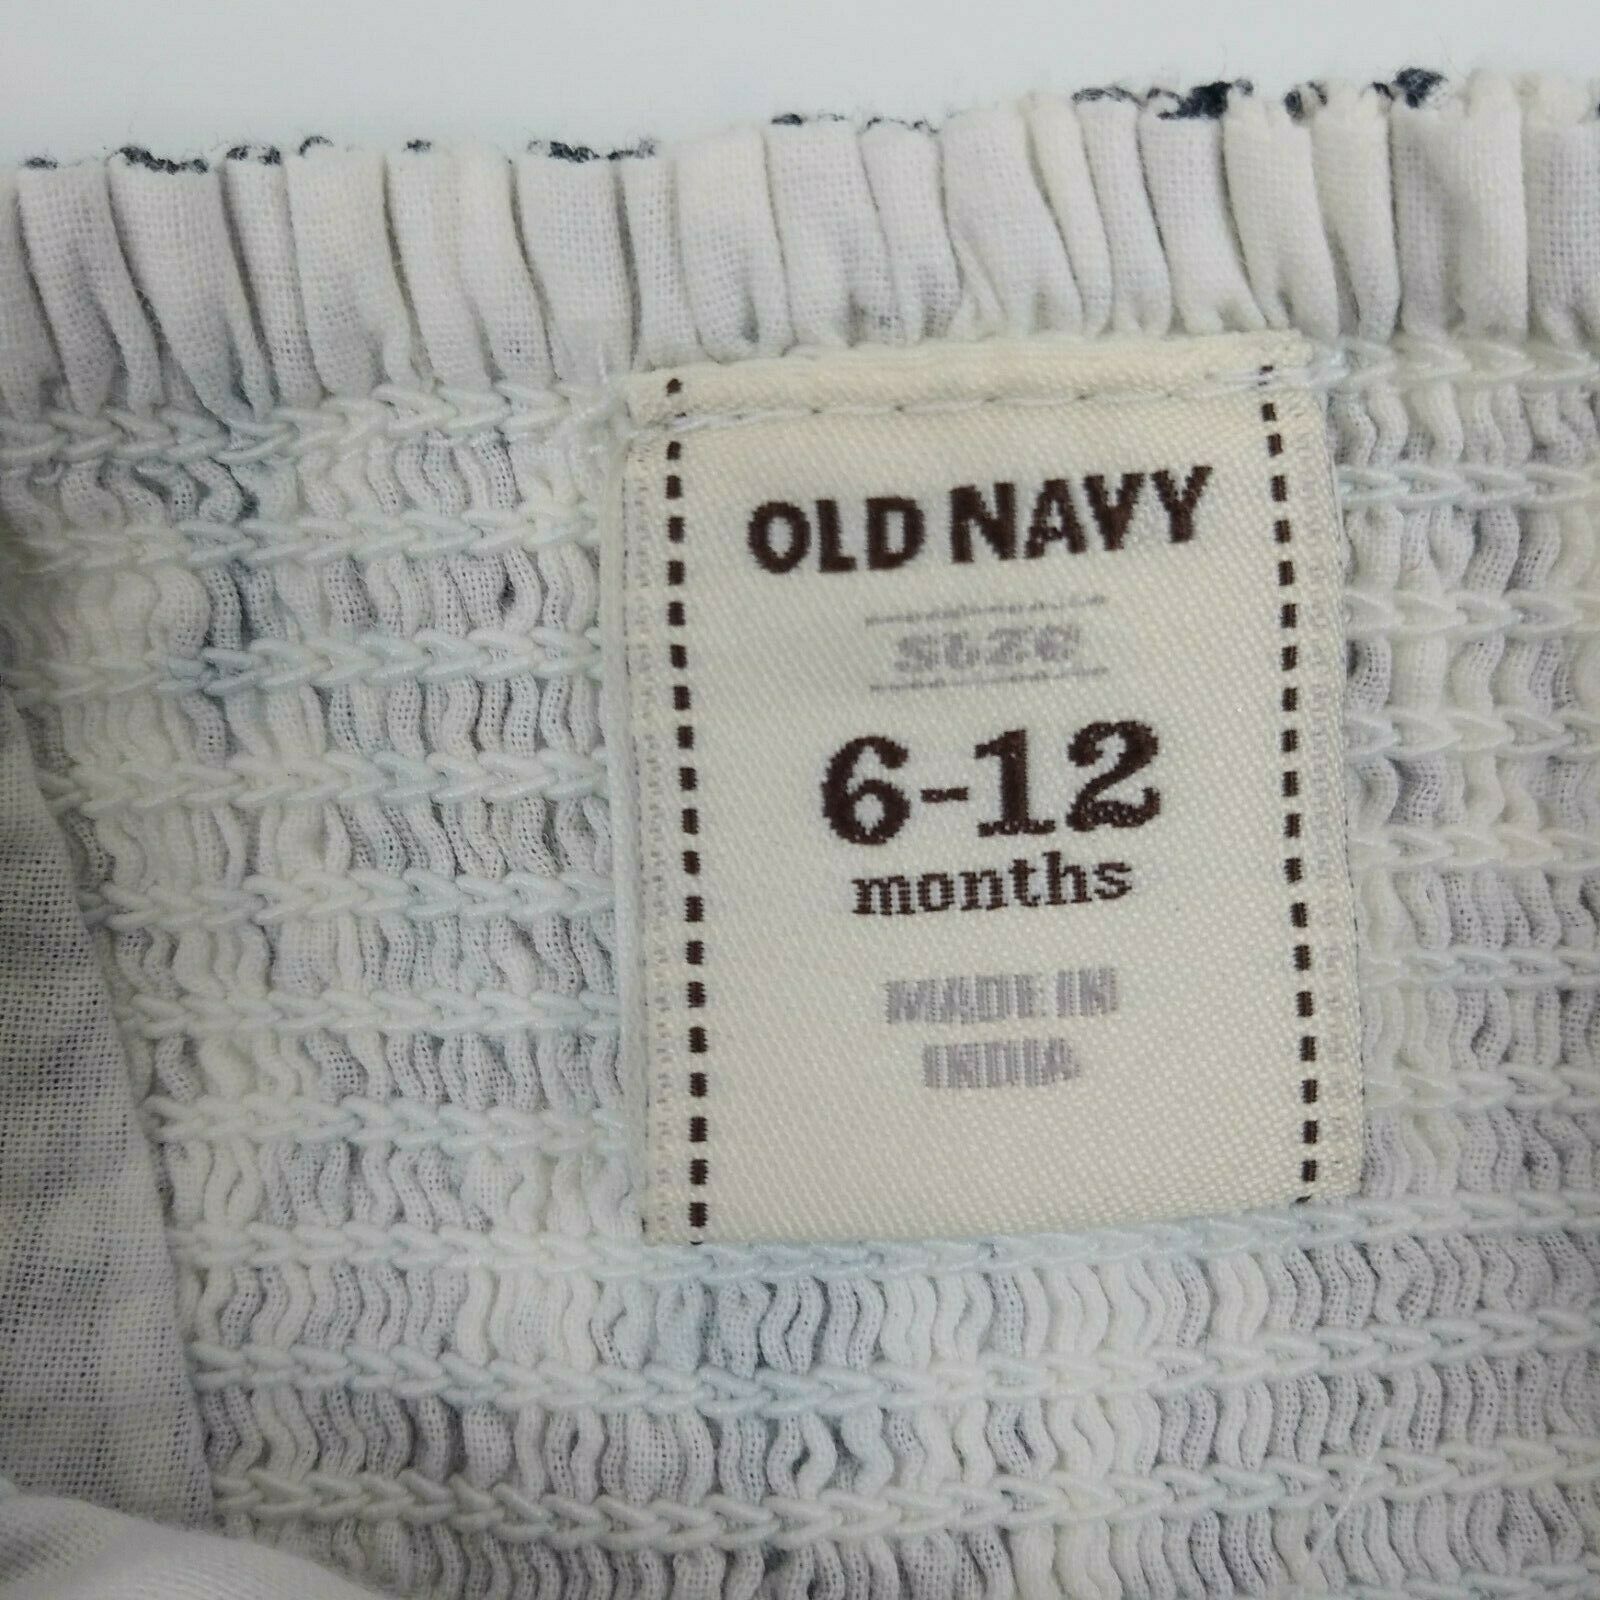 OLD NAVY
size
6-12
months
MADE IN
INDIA